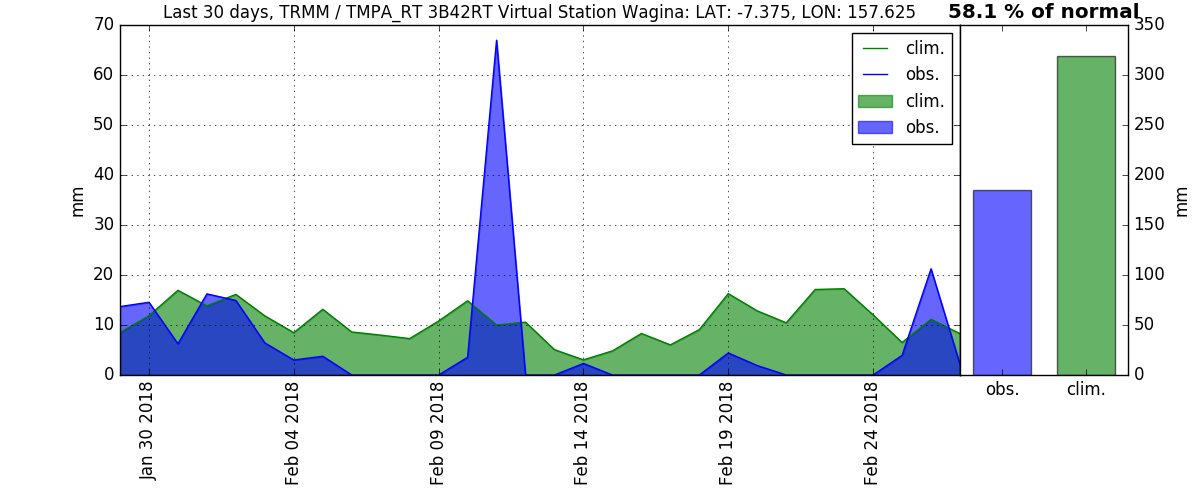 Last 30 days, TRMM / TMPA_RT 3B42RT Virtual Station Wagina: LAT: -7.375, LON: 157.625
58.1 % of normal
70
60
50
40
30
20
10
0
mm
clim.
obs.
clim.
obs.
Jan 30 2018
Feb 04 2018
Feb 09 2018
Feb 14 2018
Feb 19 2018
Feb 24 2018
350
300
250
200
150
100
50
0
mm
obs.
clim.